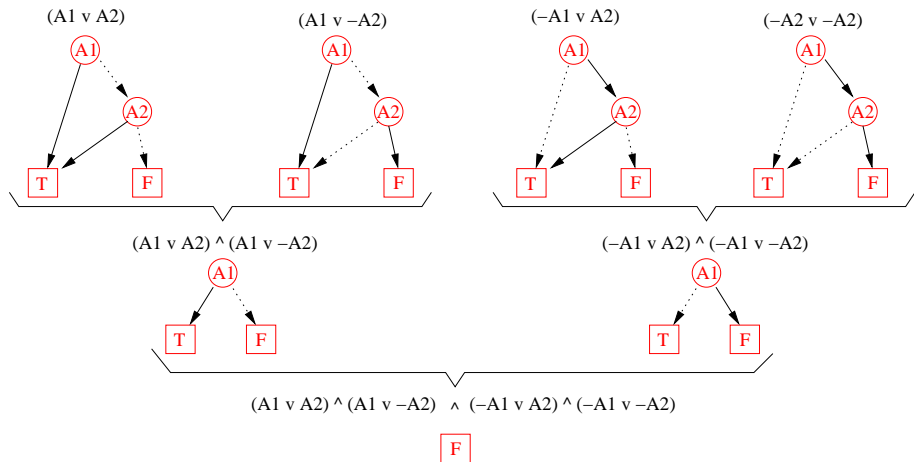 (A1 v A2) (A1 v −A2) (−A1 v A2) (−A2 v −A2)
A1 A1 A1 A1
A2 A2 A2 A2
T F T F T F T F
(A1 v A2) ^ (A1 v −A2) (−A1 v A2) ^ (−A1 v −A2)
A1 A1
T F T F
(A1 v A2) ^ (A1 v −A2) ^ (−A1 v A2) ^ (−A1 v −A2)
F